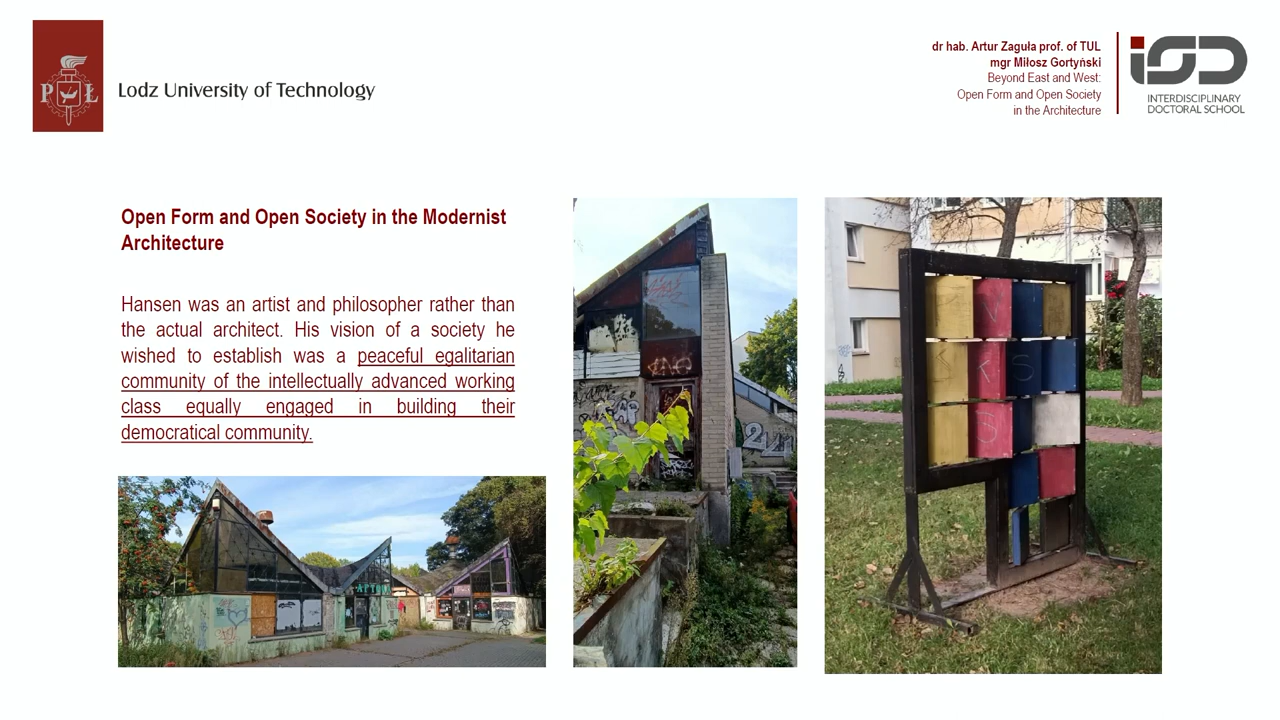 P Ł
Lodz University of Technology
dr hab. Artur Zaguła prof. of TUL
mgr Miłosz Gortyński
Beyond East and West:
Open Form and Open Society
in the Architecture
INTERDISCIPLINARY
DOCTORAL SCHOOL
Open Form and Open Society in the Modernist
Architecture
Hansen was an artist and philosopher rather than
the actual architect. His vision of a society he
wished to establish was a peaceful egalitarian
community of the intellectually advanced working
class equally engaged in building their
democratical community.